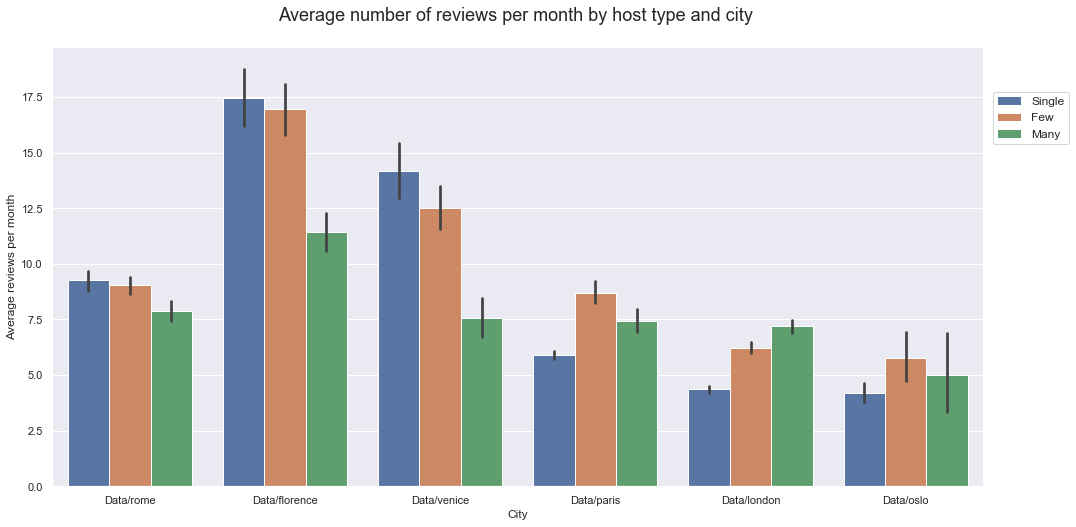 Average number of reviews per month by host type and city
17.5
15.0
12.5
10.0
7.5
5.0
2.5
0.0
Average reviews per month
Single
Few
Many
Data/rome
Data/florence
Data/venice
Data/paris
Data/london
Data/oslo
City